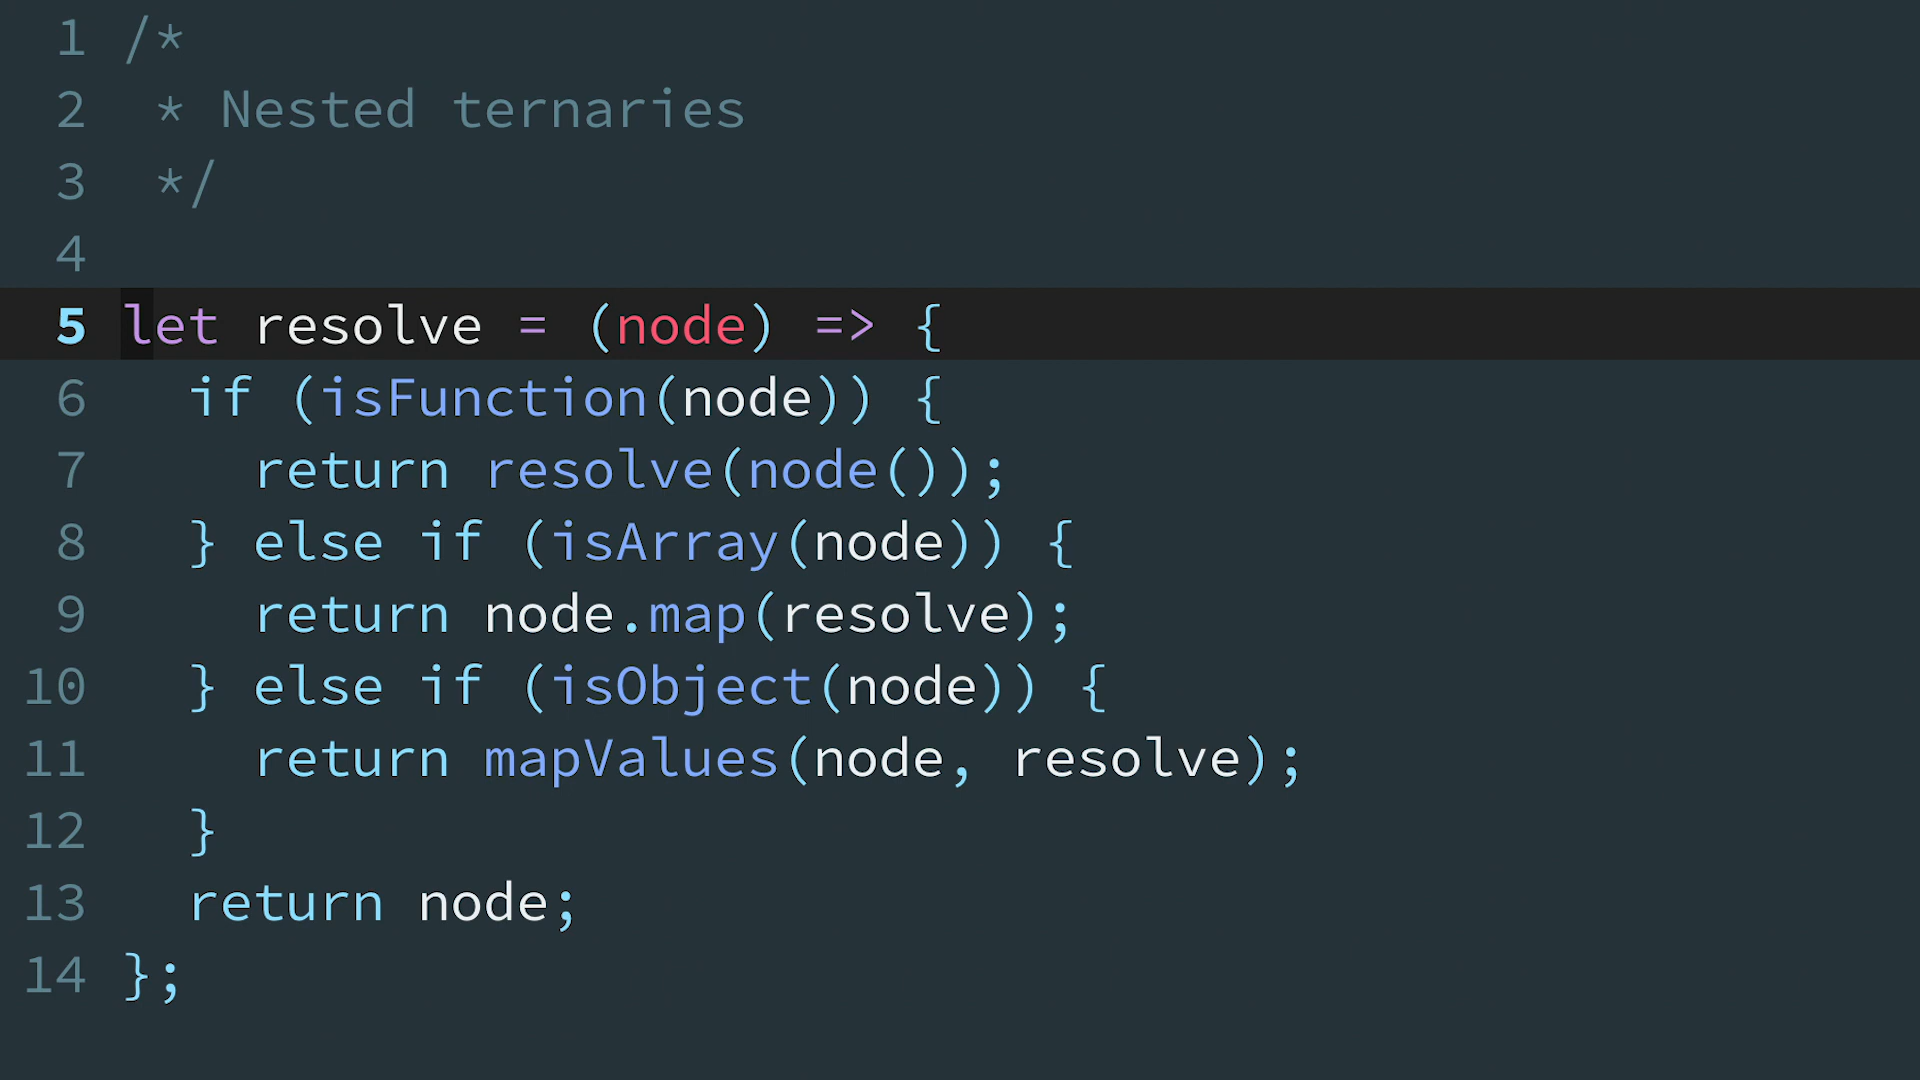 1 /*
2  * Nested ternaries
3  */
4
5 let resolve = (node) => {
6   if (isFunction(node)) {
7     return resolve(node());
8   } else if (isArray(node)) {
9     return node.map(resolve);
10   } else if (isObject(node)) {
11     return mapValues(node, resolve);
12   }
13   return node;
14 };